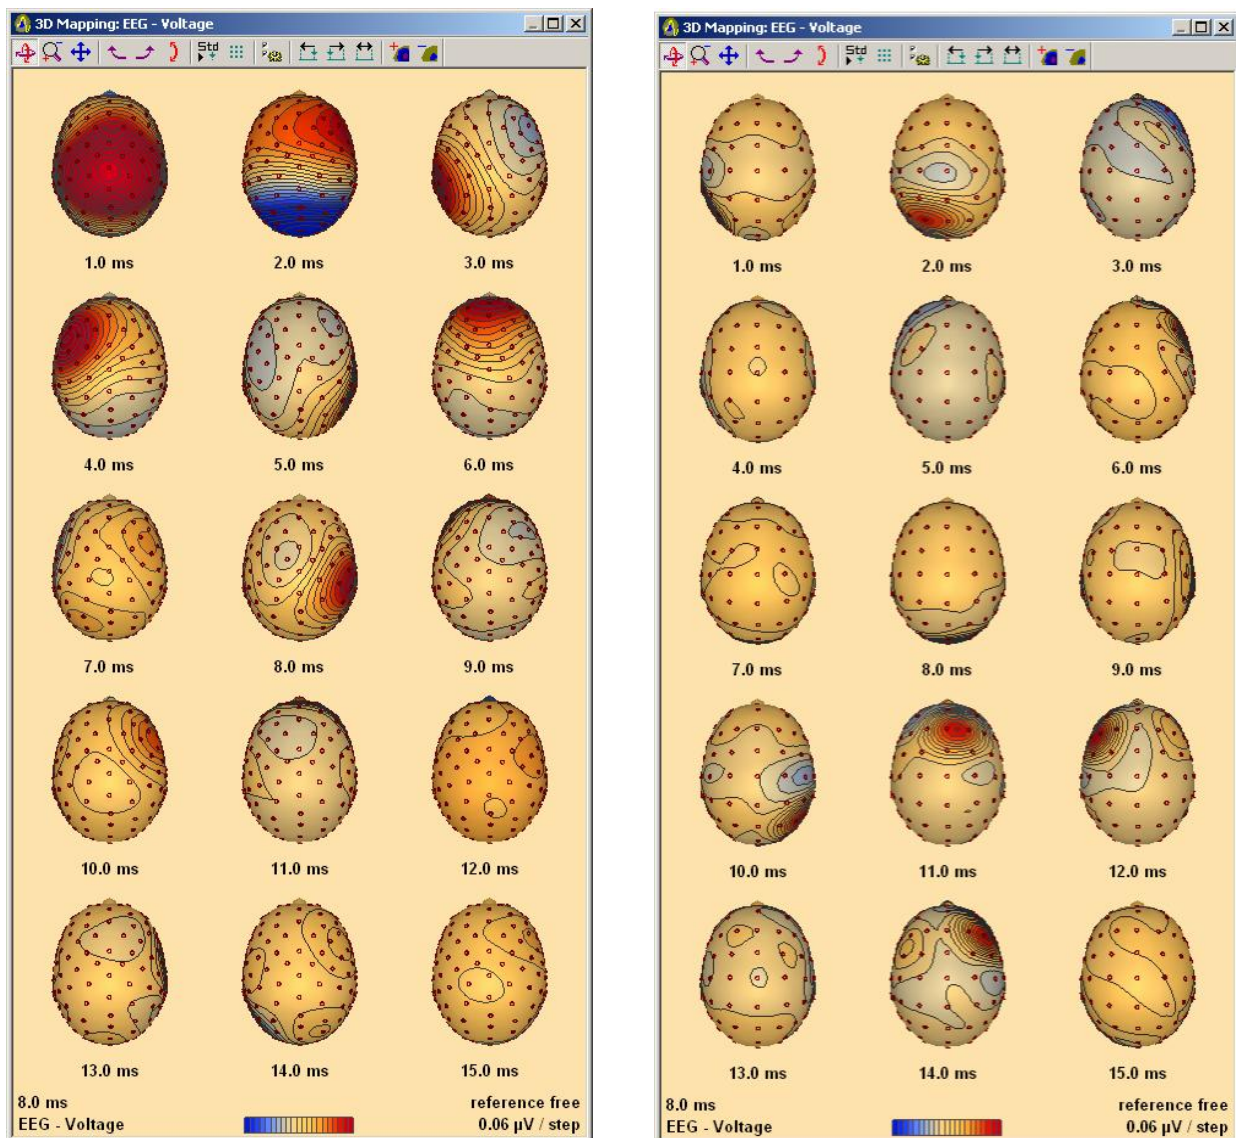 3D Mapping: EEG - Voltage
Std
1.0 ms 2.0 ms 3.0 ms
4.0 ms 5.0 ms 6.0 ms
7.0 ms 8.0 ms 9.0 ms
10.0 ms 11.0 ms 12.0 ms
13.0 ms 14.0 ms 15.0 ms
8.0 ms reference free
EEG - Voltage 0.06 µV / step
3D Mapping: EEG - Voltage
Std
1.0 ms 2.0 ms 3.0 ms
4.0 ms 5.0 ms 6.0 ms
7.0 ms 8.0 ms 9.0 ms
10.0 ms 11.0 ms 12.0 ms
13.0 ms 14.0 ms 15.0 ms
8.0 ms reference free
EEG - Voltage 0.06 µV / step